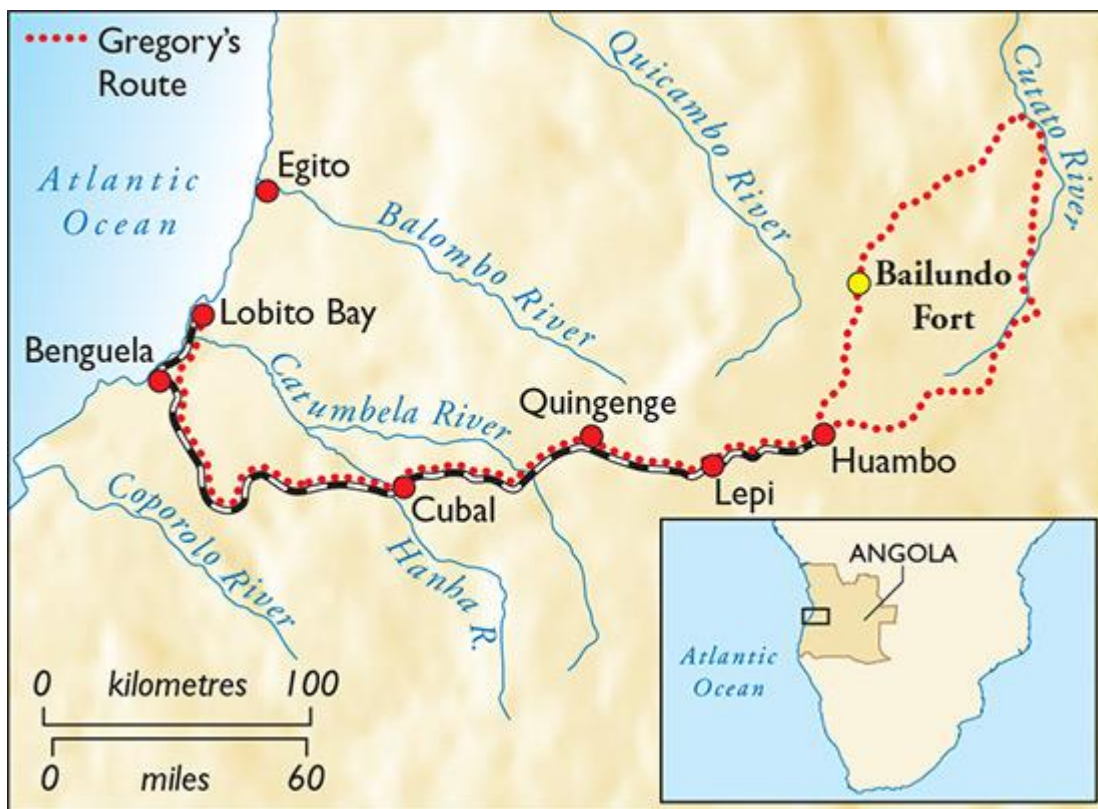 Gregory's
Route
Atlantic
Ocean
Egito
Quicambo River
Cutato River
Balombo River
Bailundo
Fort
Lobito Bay
Benguela
Catumbela River
Quingenge
Huambo
Lepi
Cubal
Coporolo River
Hanha R.
0 kilometres 100
0 miles 60
ANGOLA
Atlantic
Ocean